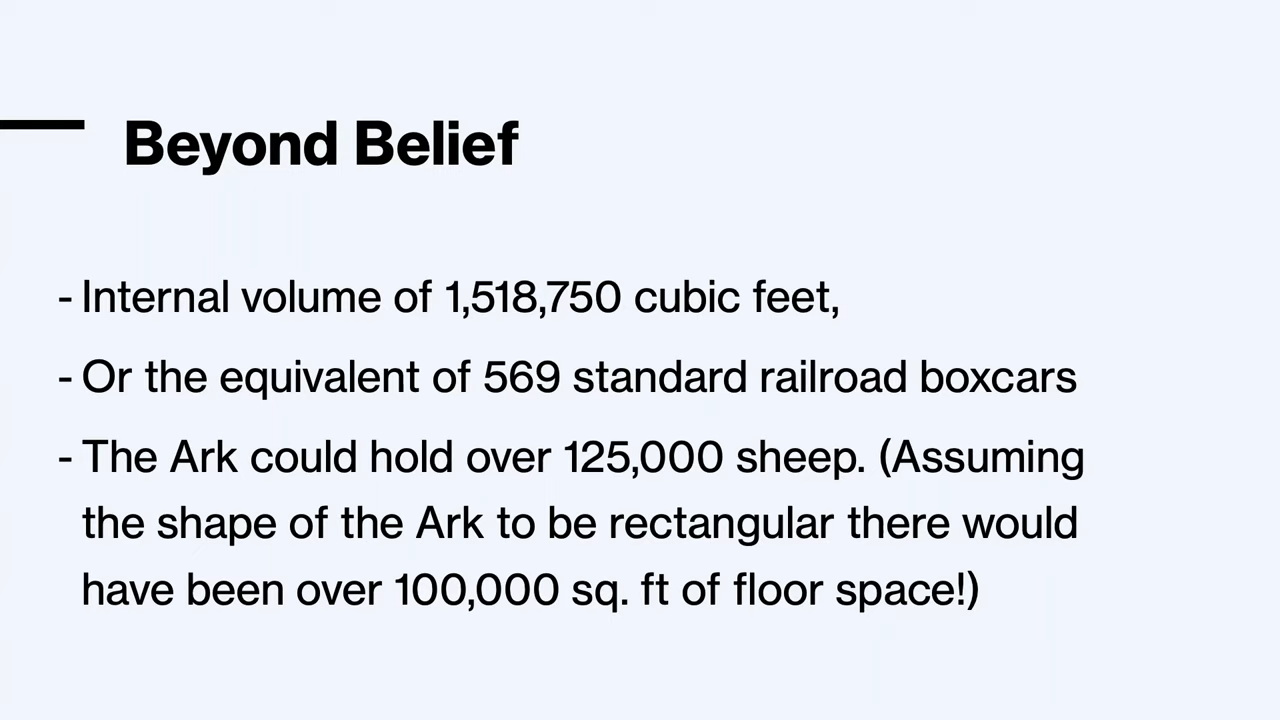 Beyond Belief
- Internal volume of 1,518,750 cubic feet,
- Or the equivalent of 569 standard railroad boxcars
- The Ark could hold over 125,000 sheep. (Assuming
the shape of the Ark to be rectangular there would
have been over 100,000 sq. ft of floor space!)